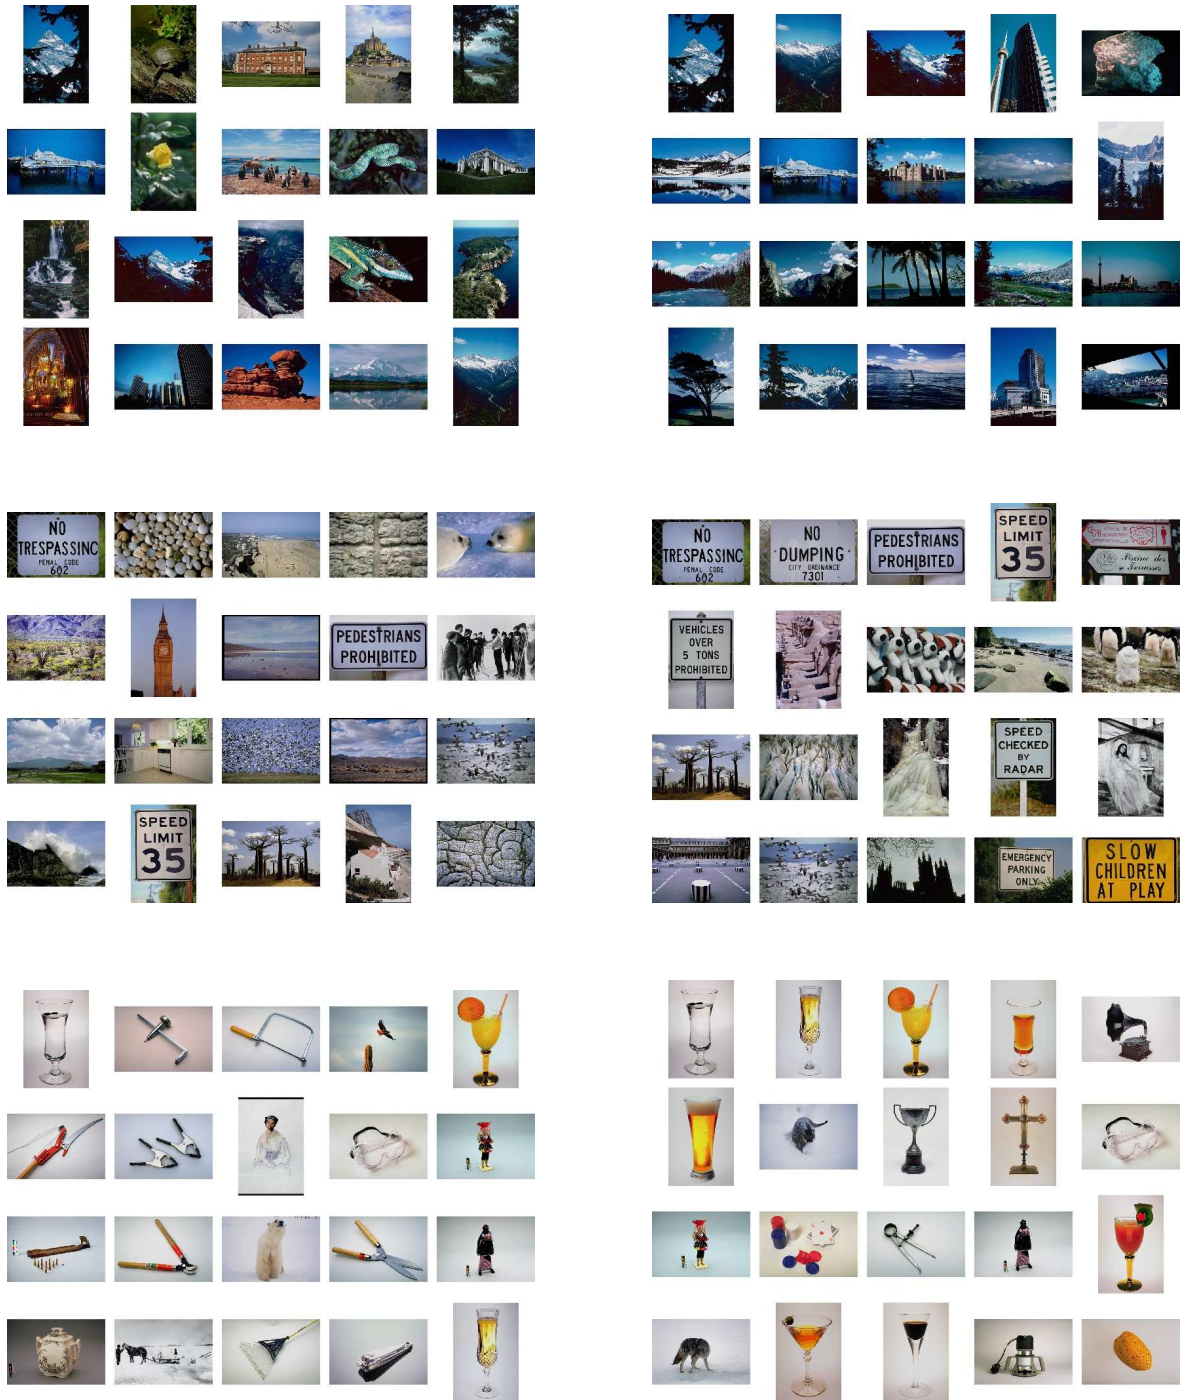 NO
TRESPASSING
PENAL CODE
602
NO
TRESPASSING
PENAL CODE
602
NO
·DUMPING·
CITY ORDINANCE
7301
PEDESTRIANS
PROHIBITED
SPEED
LIMIT
35
Piscine des
PEDESTRIANS
PROHIBITED
VEHICLES
OVER
5 TONS
PROHIBITED
SPEED
CHECKED
BY
RADAR
SPEED
LIMIT
35
EMERGENCY
PARKING
ONLY
SLOW
CHILDREN
AT PLAY